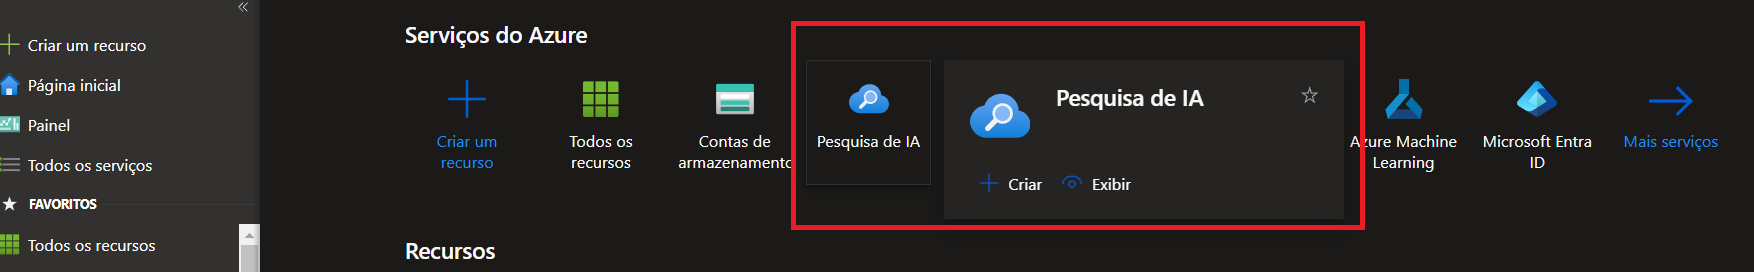 «
Criar um recurso
Página inicial
Painel
Todos os serviços
FAVORITOS
Todos os recursos
Serviços do Azure
Criar um
recurso
Todos os
recursos
Contas de
armazenamento
Pesquisa de IA
Pesquisa de IA
Criar
Exibir
Azure Machine
Learning
Microsoft Entra
ID
Mais serviços
Recursos